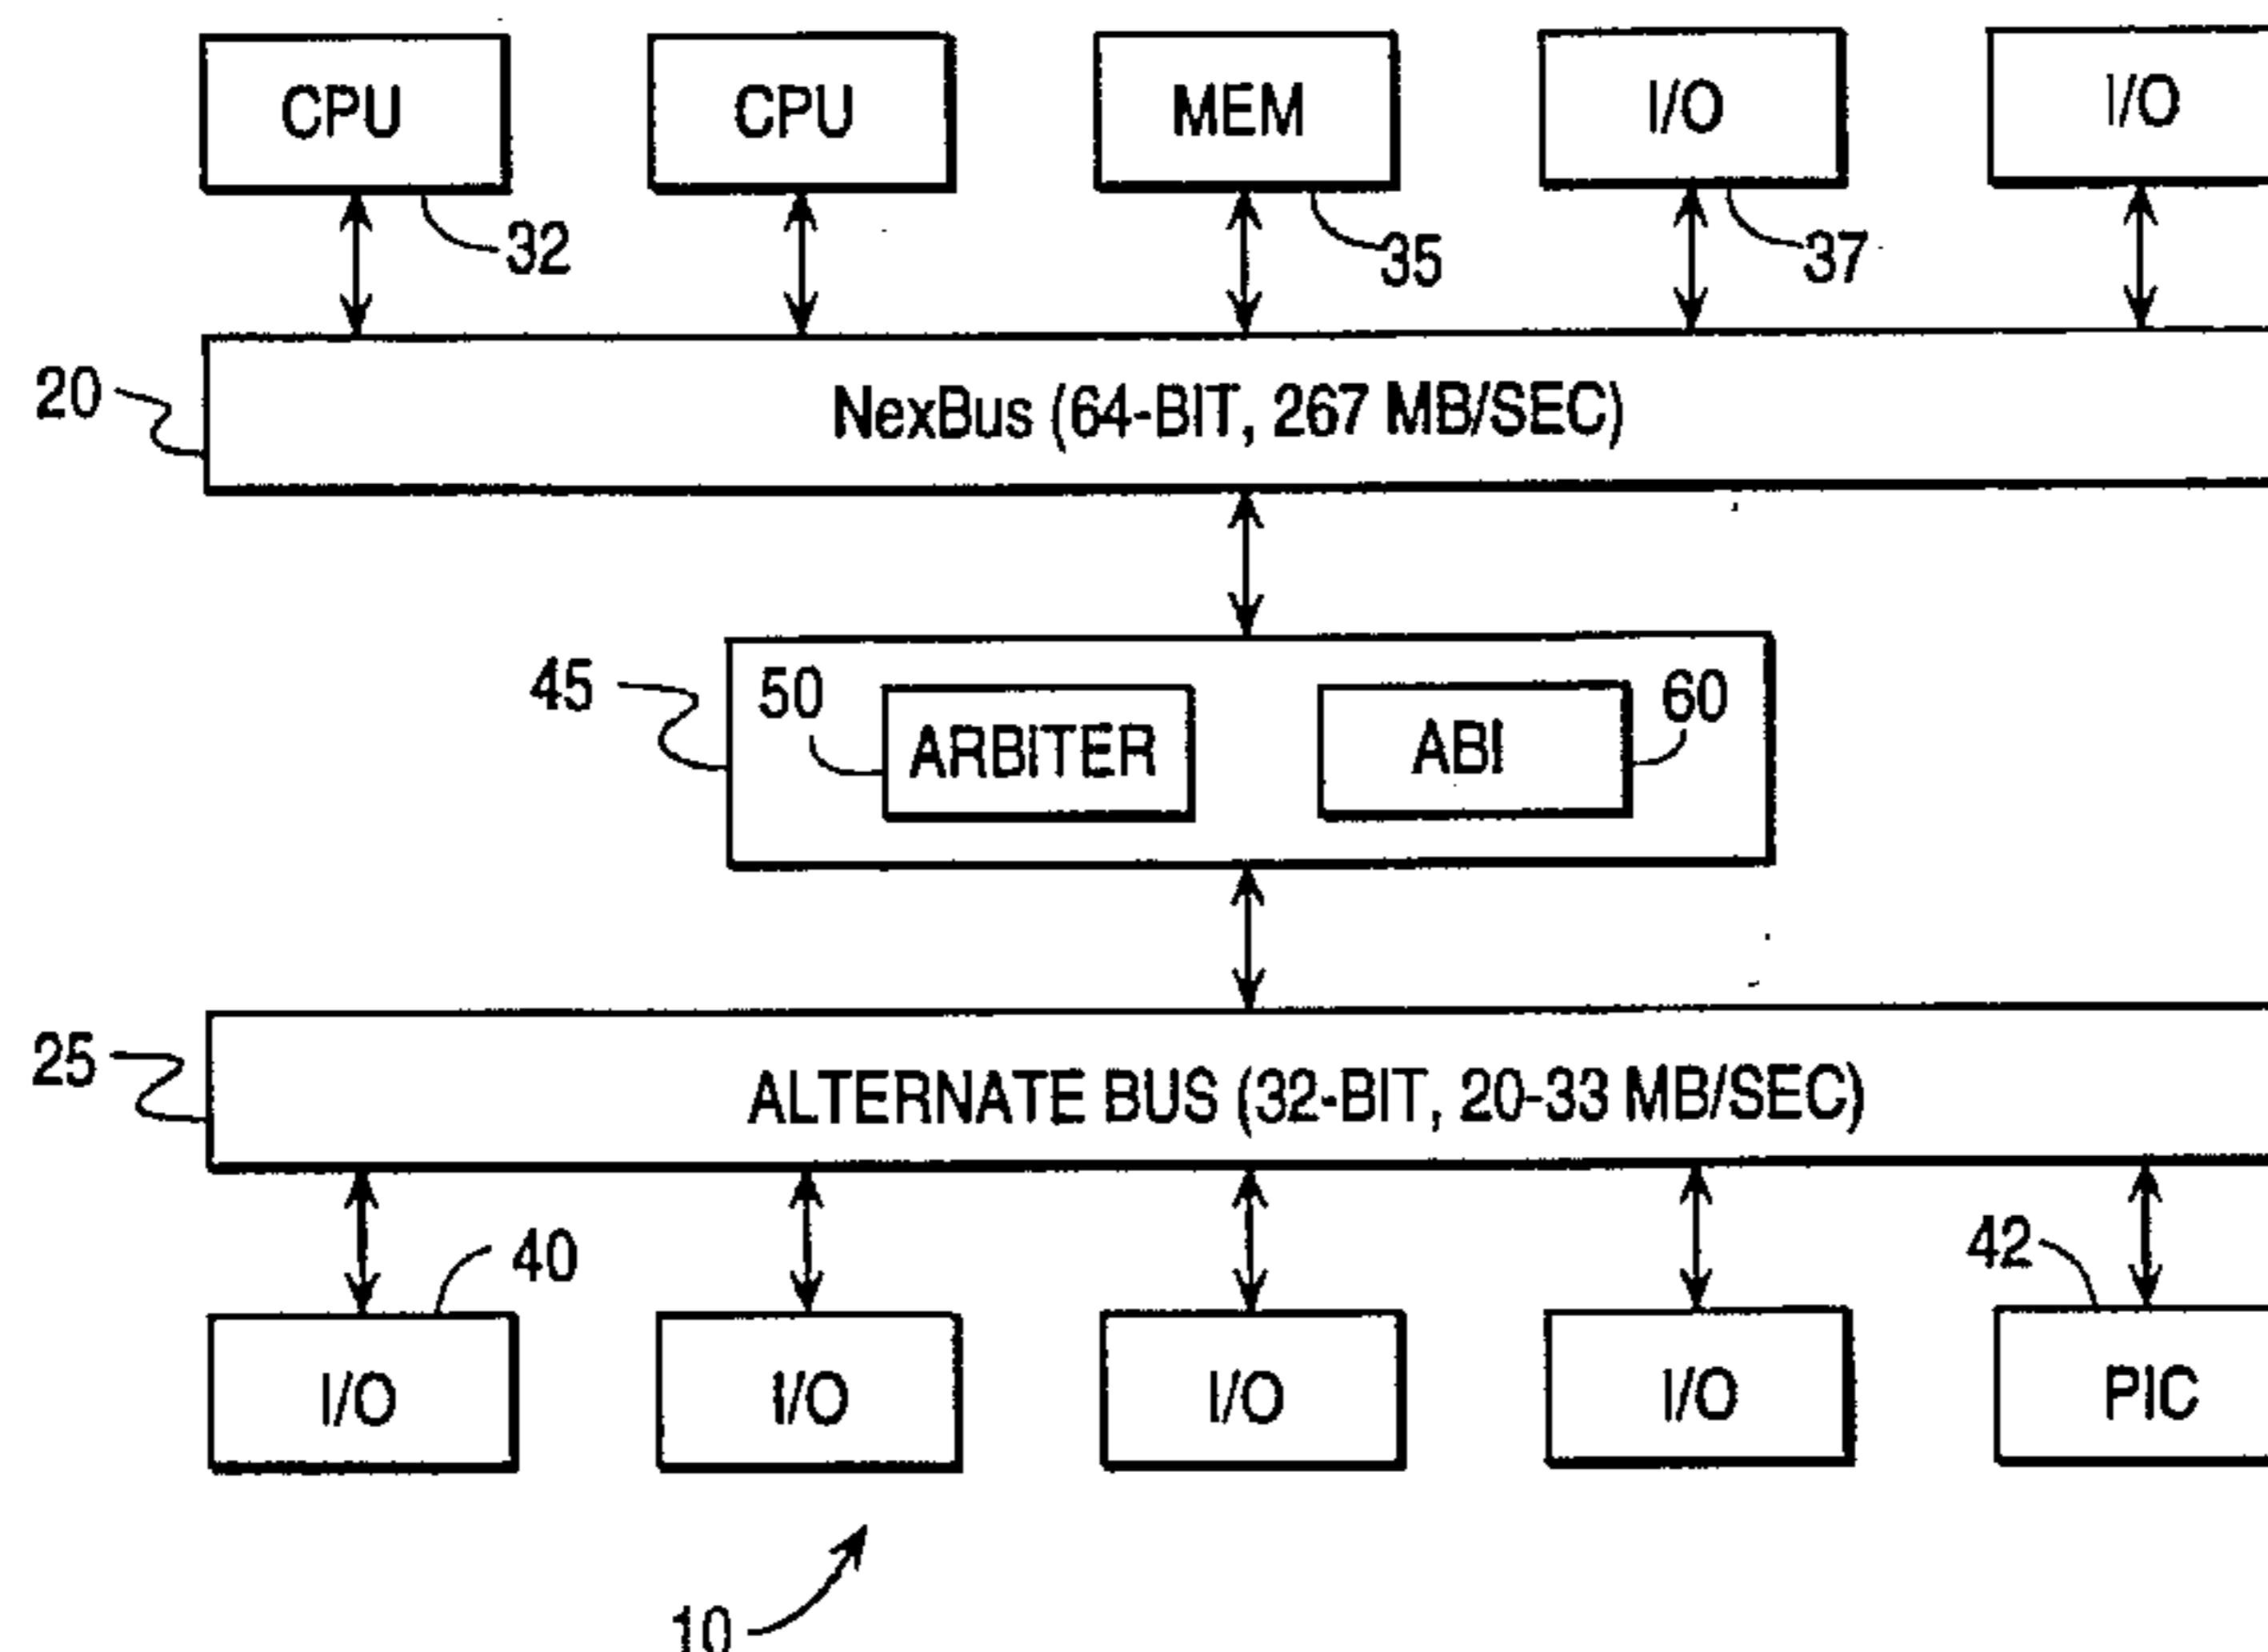 CPU CPU MEM I/O I/O
32 35 37
20 NexBus (64-BIT, 267 MB/SEC)
45 50 ARBITER ABI 60
25 ALTERNATE BUS (32-BIT, 20-33 MB/SEC)
40 42
I/O I/O I/O I/O PIC
10